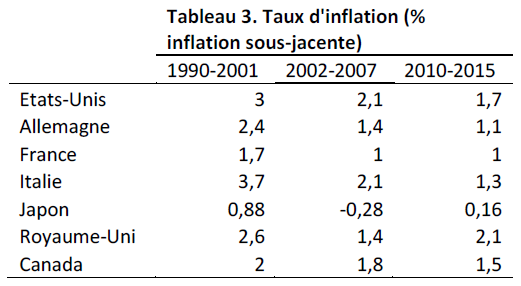 Tableau 3. Taux d'inflation (%
inflation sous-jacente)
1990-2001 2002-2007 2010-2015
Etats-Unis 3 2,1 1,7
Allemagne 2,4 1,4 1,1
France 1,7 1 1
Italie 3,7 2,1 1,3
Japon 0,88 -0,28 0,16
Royaume-Uni 2,6 1,4 2,1
Canada 2 1,8 1,5